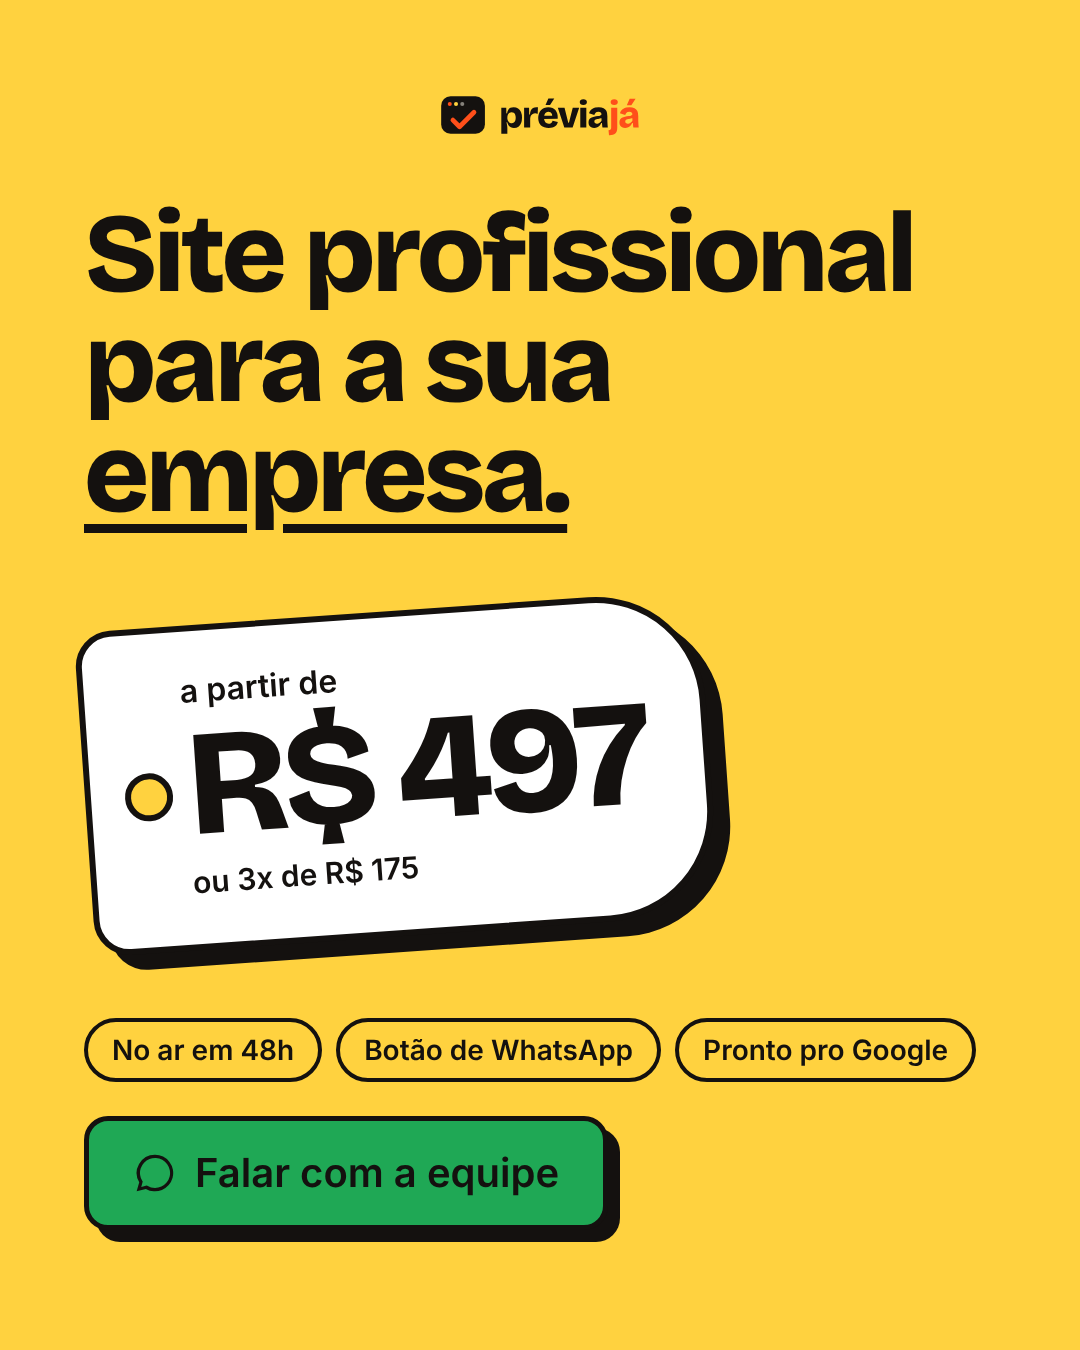 préviajá
Site profissional
para a sua
empresa.
a partir de
R$ 497
ou 3x de R$ 175
No ar em 48h
Botão de WhatsApp
Pronto pro Google
Falar com a equipe